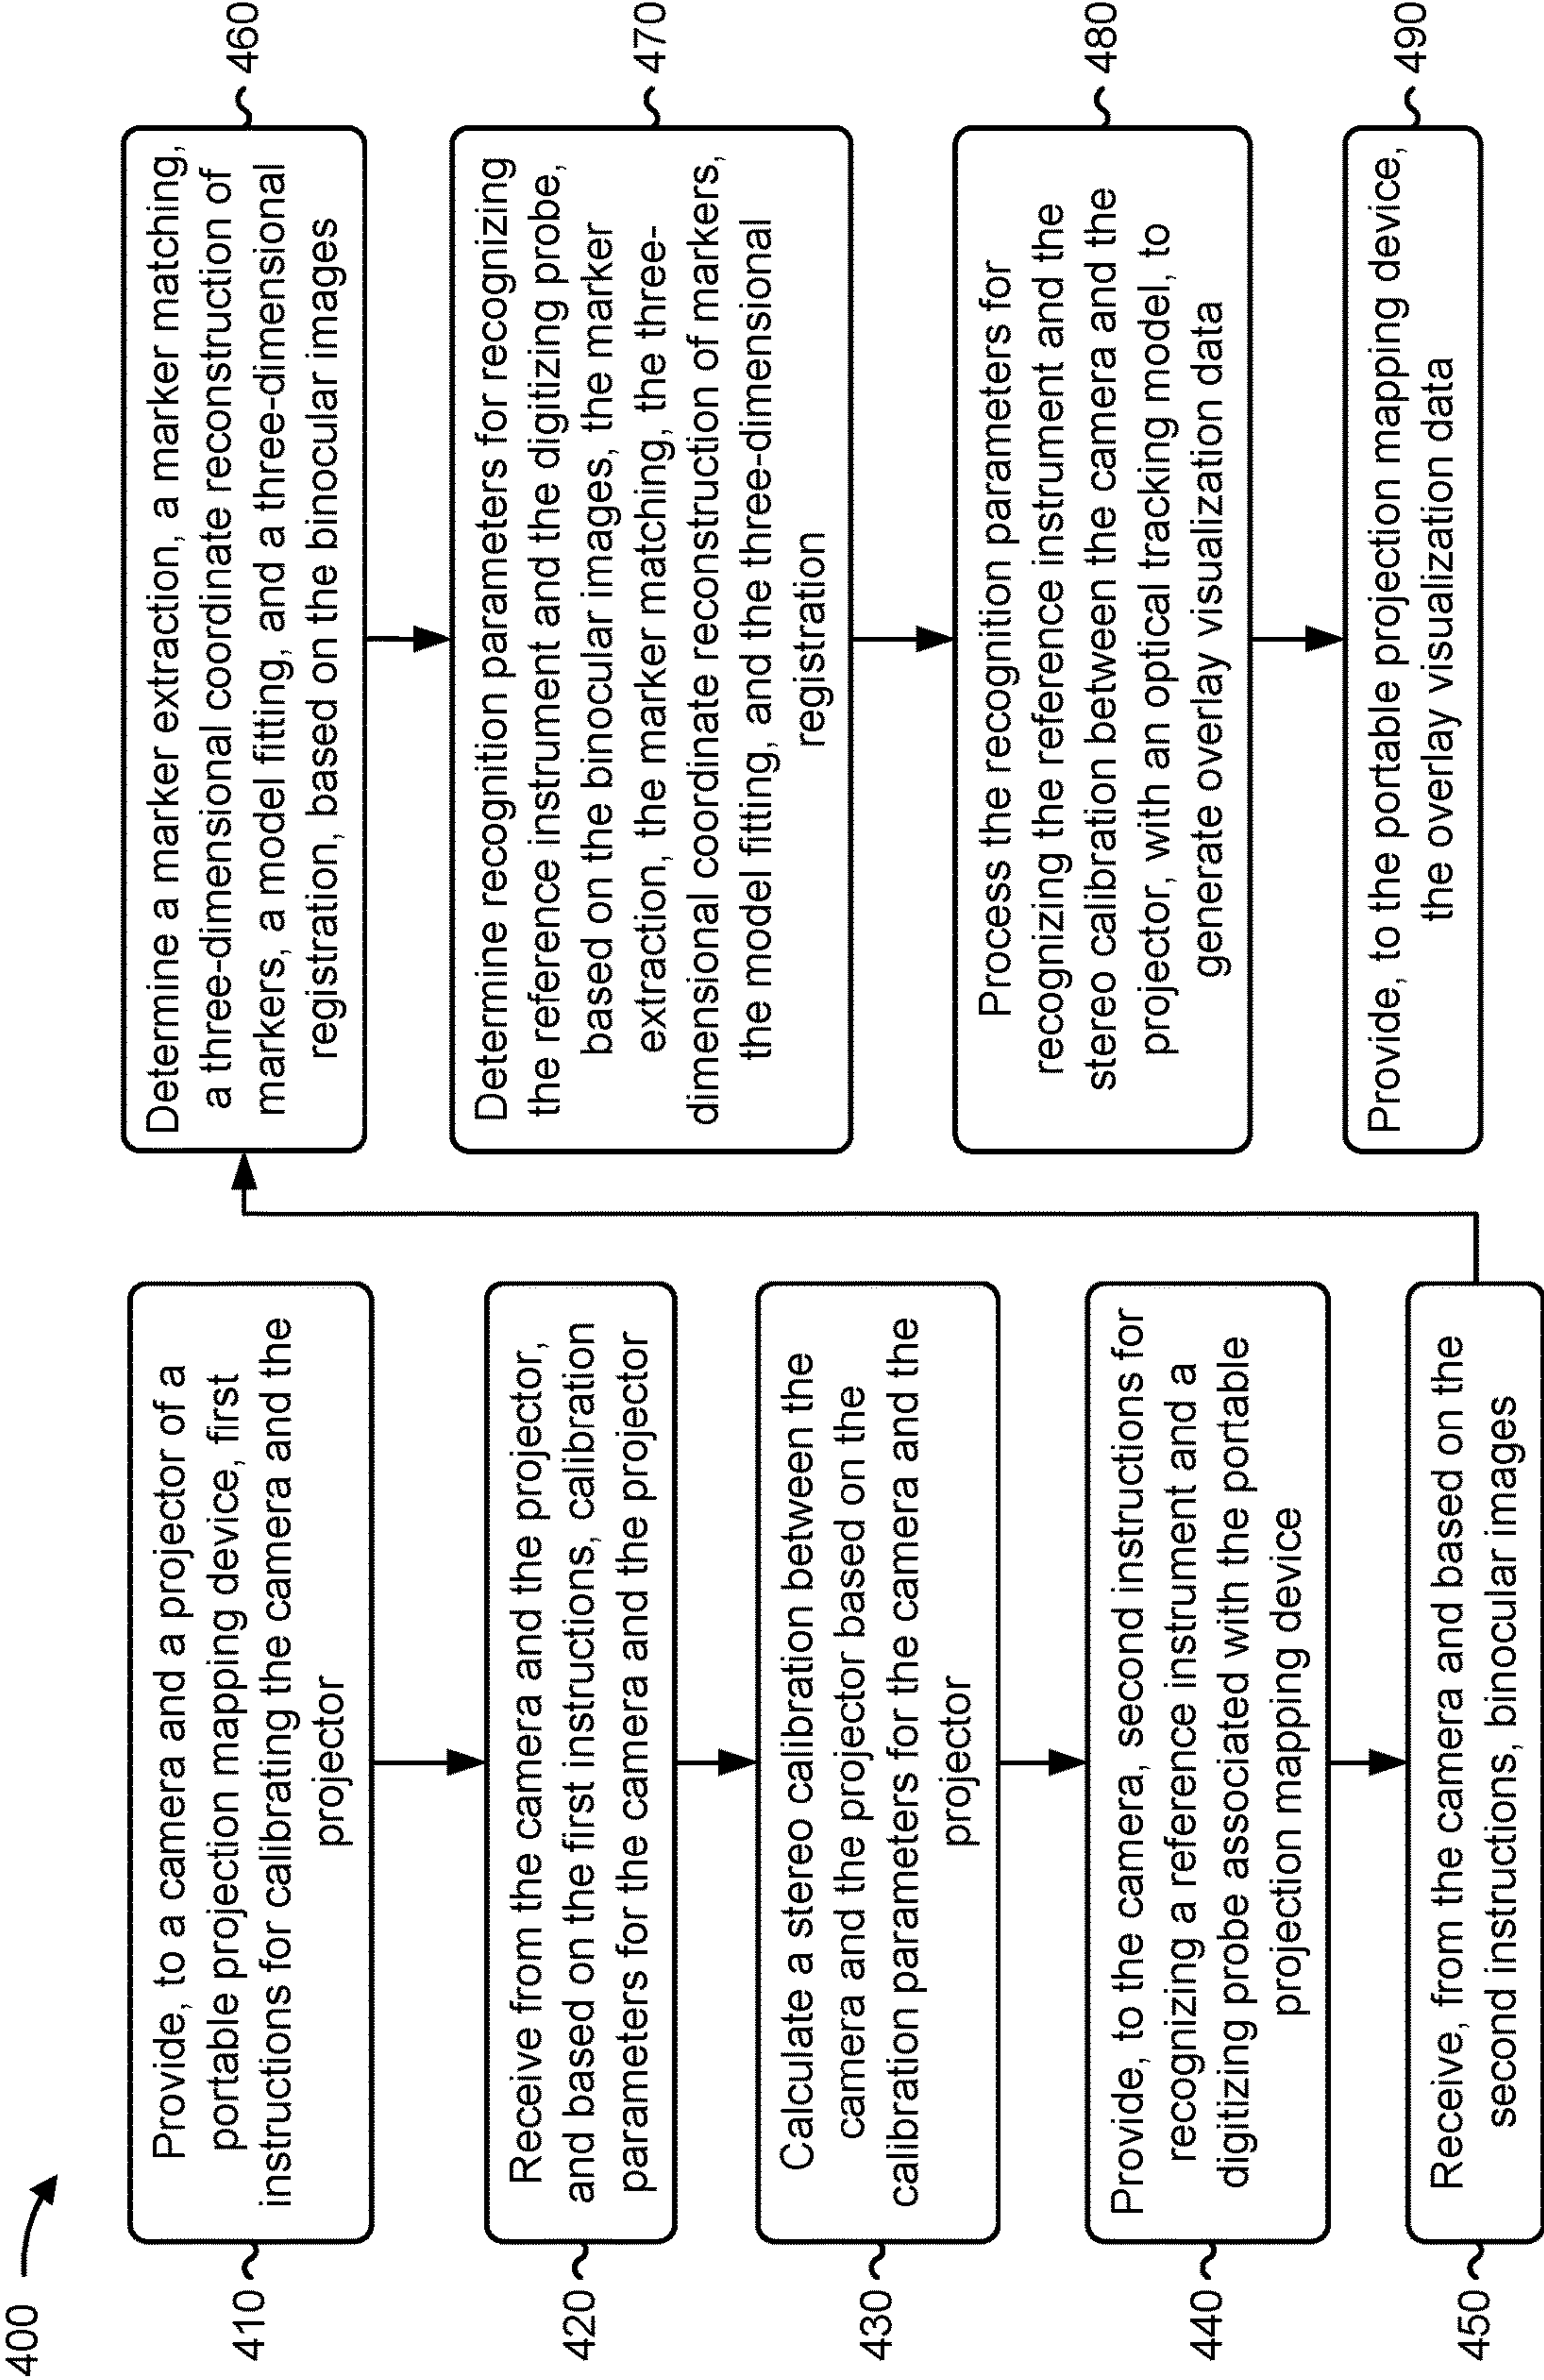 400
410
Provide, to a camera and a projector of a
portable projection mapping device, first
instructions for calibrating the camera and the
projector
420
Receive from the camera and the projector,
and based on the first instructions, calibration
parameters for the camera and the projector
430
Calculate a stereo calibration between the
camera and the projector based on the
calibration parameters for the camera and the
projector
440
Provide, to the camera, second instructions for
recognizing a reference instrument and a
digitizing probe associated with the portable
projection mapping device
450
Receive, from the camera and based on the
second instructions, binocular images
460
Determine a marker extraction, a marker matching,
a three-dimensional coordinate reconstruction of
markers, a model fitting, and a three-dimensional
registration, based on the binocular images
470
Determine recognition parameters for recognizing
the reference instrument and the digitizing probe,
based on the binocular images, the marker
extraction, the marker matching, the three-
dimensional coordinate reconstruction of markers,
the model fitting, and the three-dimensional
registration
480
Process the recognition parameters for
recognizing the reference instrument and the
stereo calibration between the camera and the
projector, with an optical tracking model, to
generate overlay visualization data
490
Provide, to the portable projection mapping device,
the overlay visualization data